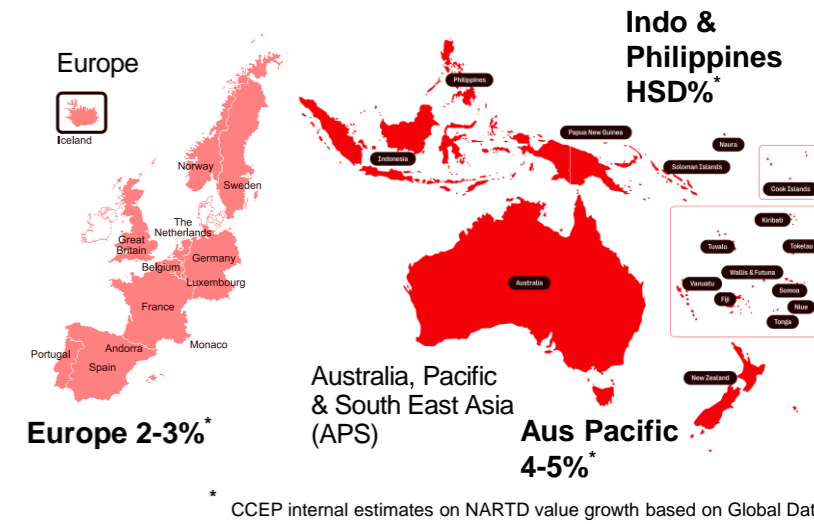 Europe
Iceland
Norway
Sweden
The
Netherlands
Great
Britain
Belgium
Germany
Luxembourg
France
Monaco
Andorra
Portugal
Spain
Europe 2-3%*
Indo &
Philippines
HSD%*
Philippines
Indonesia
Papua New Guinea
Naura
Soloman Islands
Cook Islands
Kiribati
Tuvalu
Tokelau
Wallis & Futuna
Vanuatu
Somoa
Fiji
Niue
Tonga
Australia
New Zealand
Australia, Pacific
& South East Asia
(APS)
Aus Pacific
4-5%*
* CCEP internal estimates on NARTD value growth based on Global Dat